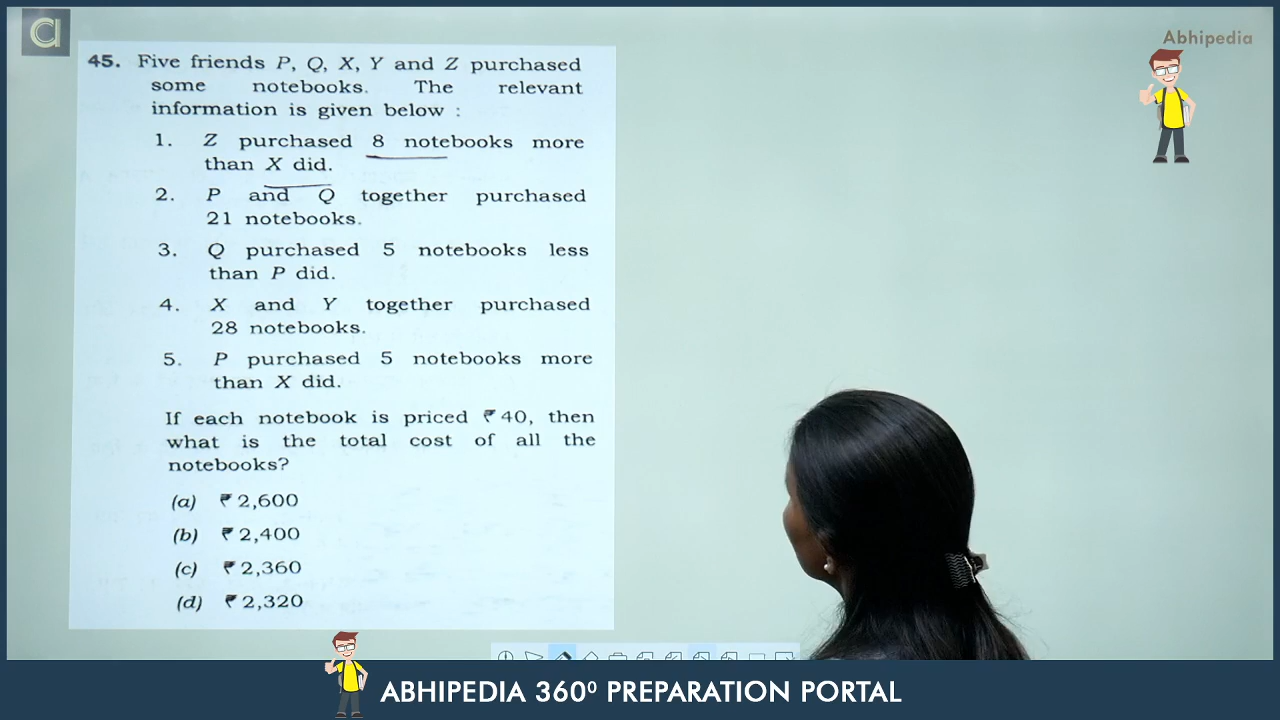 a
Abhipedia
45. Five friends P, Q, X, Y and Z purchased
some notebooks. The relevant
information is given below :
1. Z purchased 8 notebooks more
than X did.
2. P and Q together purchased
21 notebooks.
3. Q purchased 5 notebooks less
than P did.
4. X and Y together purchased
28 notebooks.
5. P purchased 5 notebooks more
than X did.
If each notebook is priced ₹ 40, then
what is the total cost of all the
notebooks?
(a) ₹ 2,600
(b) ₹ 2,400
(c) ₹ 2,360
(d) ₹ 2,320
ABHIPEDIA 360⁰ PREPARATION PORTAL